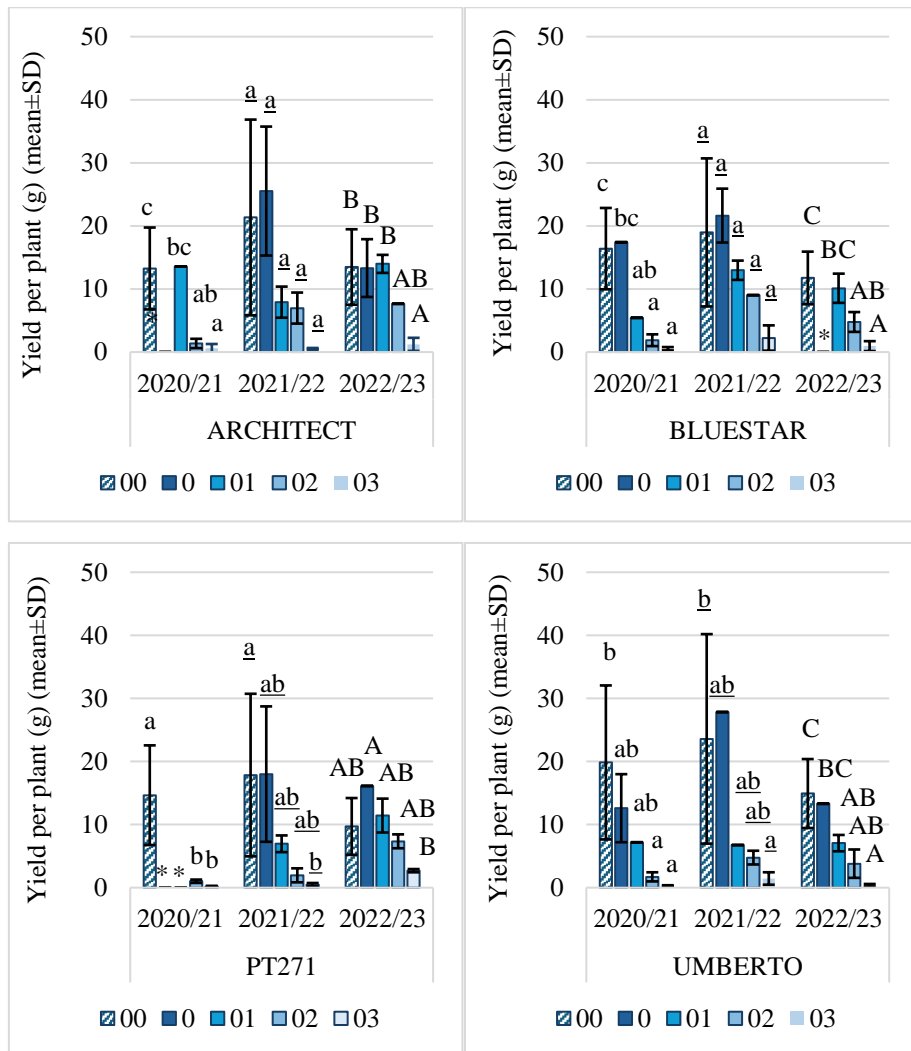 Yield per plant (g) (mean±SD)
50
40
30
20
10
0
c
*
bc
ab
a
a
a
a
a
a
B
B
B
AB
A
2020/21 2021/22 2022/23
ARCHITECT
00 0 01 02 03
Yield per plant (g) (mean±SD)
50
40
30
20
10
0
c
bc
ab
a
a
a
a
a
a
a
C
BC
*
AB
A
2020/21 2021/22 2022/23
BLUESTAR
00 0 01 02 03
Yield per plant (g) (mean±SD)
50
40
30
20
10
0
a
* *
b b
a
ab
ab
ab
b
AB
A
AB
AB
B
2020/21 2021/22 2022/23
PT271
00 0 01 02 03
Yield per plant (g) (mean±SD)
50
40
30
20
10
0
b
ab
ab
a
a
b
ab
ab
ab
a
C
BC
AB
AB
A
2020/21 2021/22 2022/23
UMBERTO
00 0 01 02 03